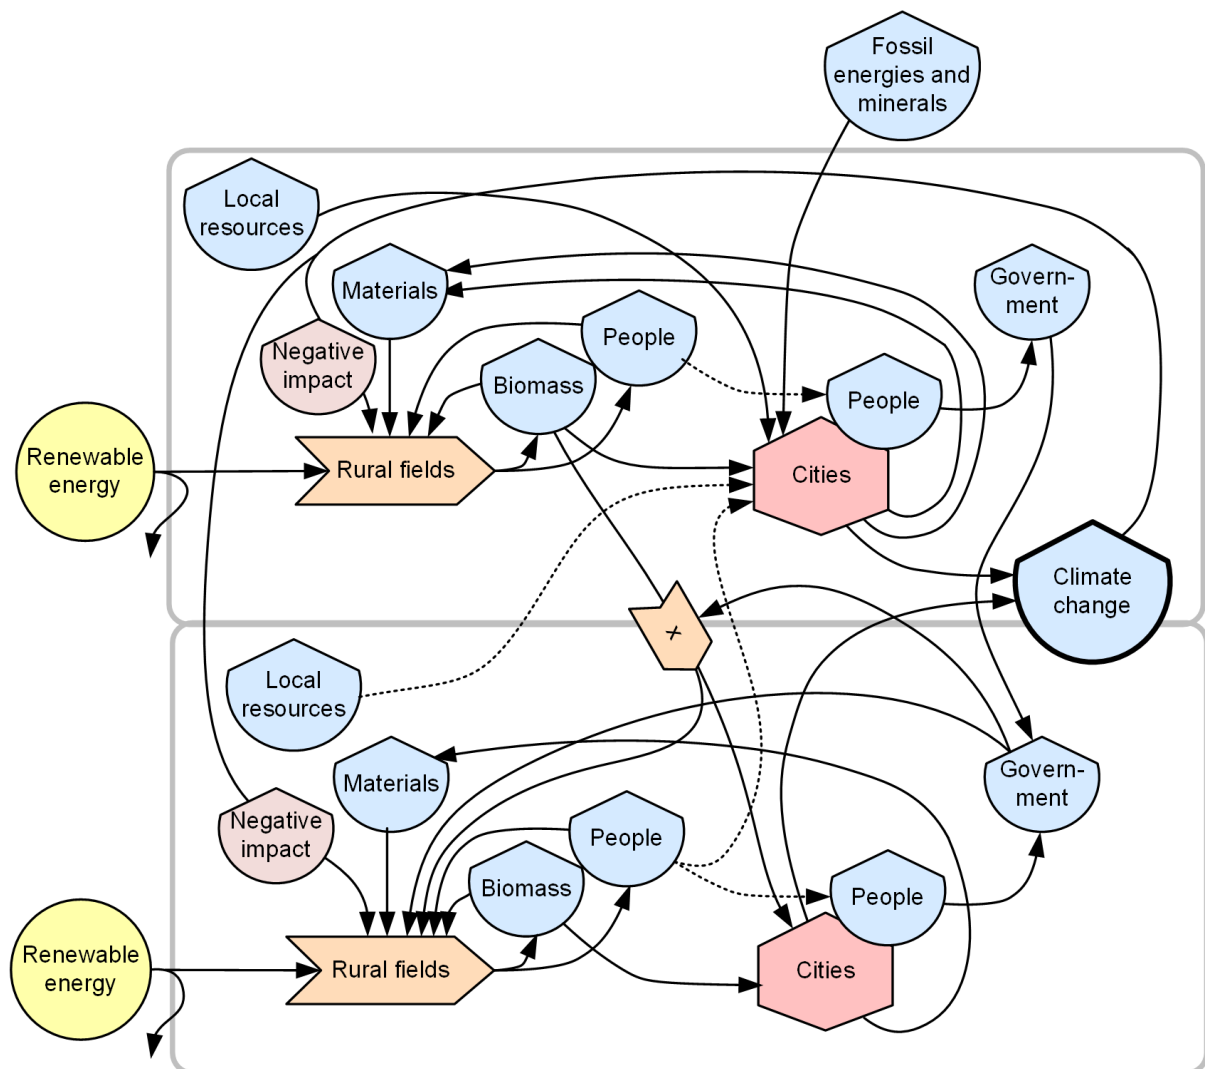 Fossil
energies and
minerals
Local
resources
Materials
Govern-
ment
People
Negative
impact
Biomass
People
Renewable
energy
Rural fields
Cities
Climate
change
x
Local
resources
Materials
Govern-
ment
Negative
impact
People
Biomass
People
Renewable
energy
Rural fields
Cities